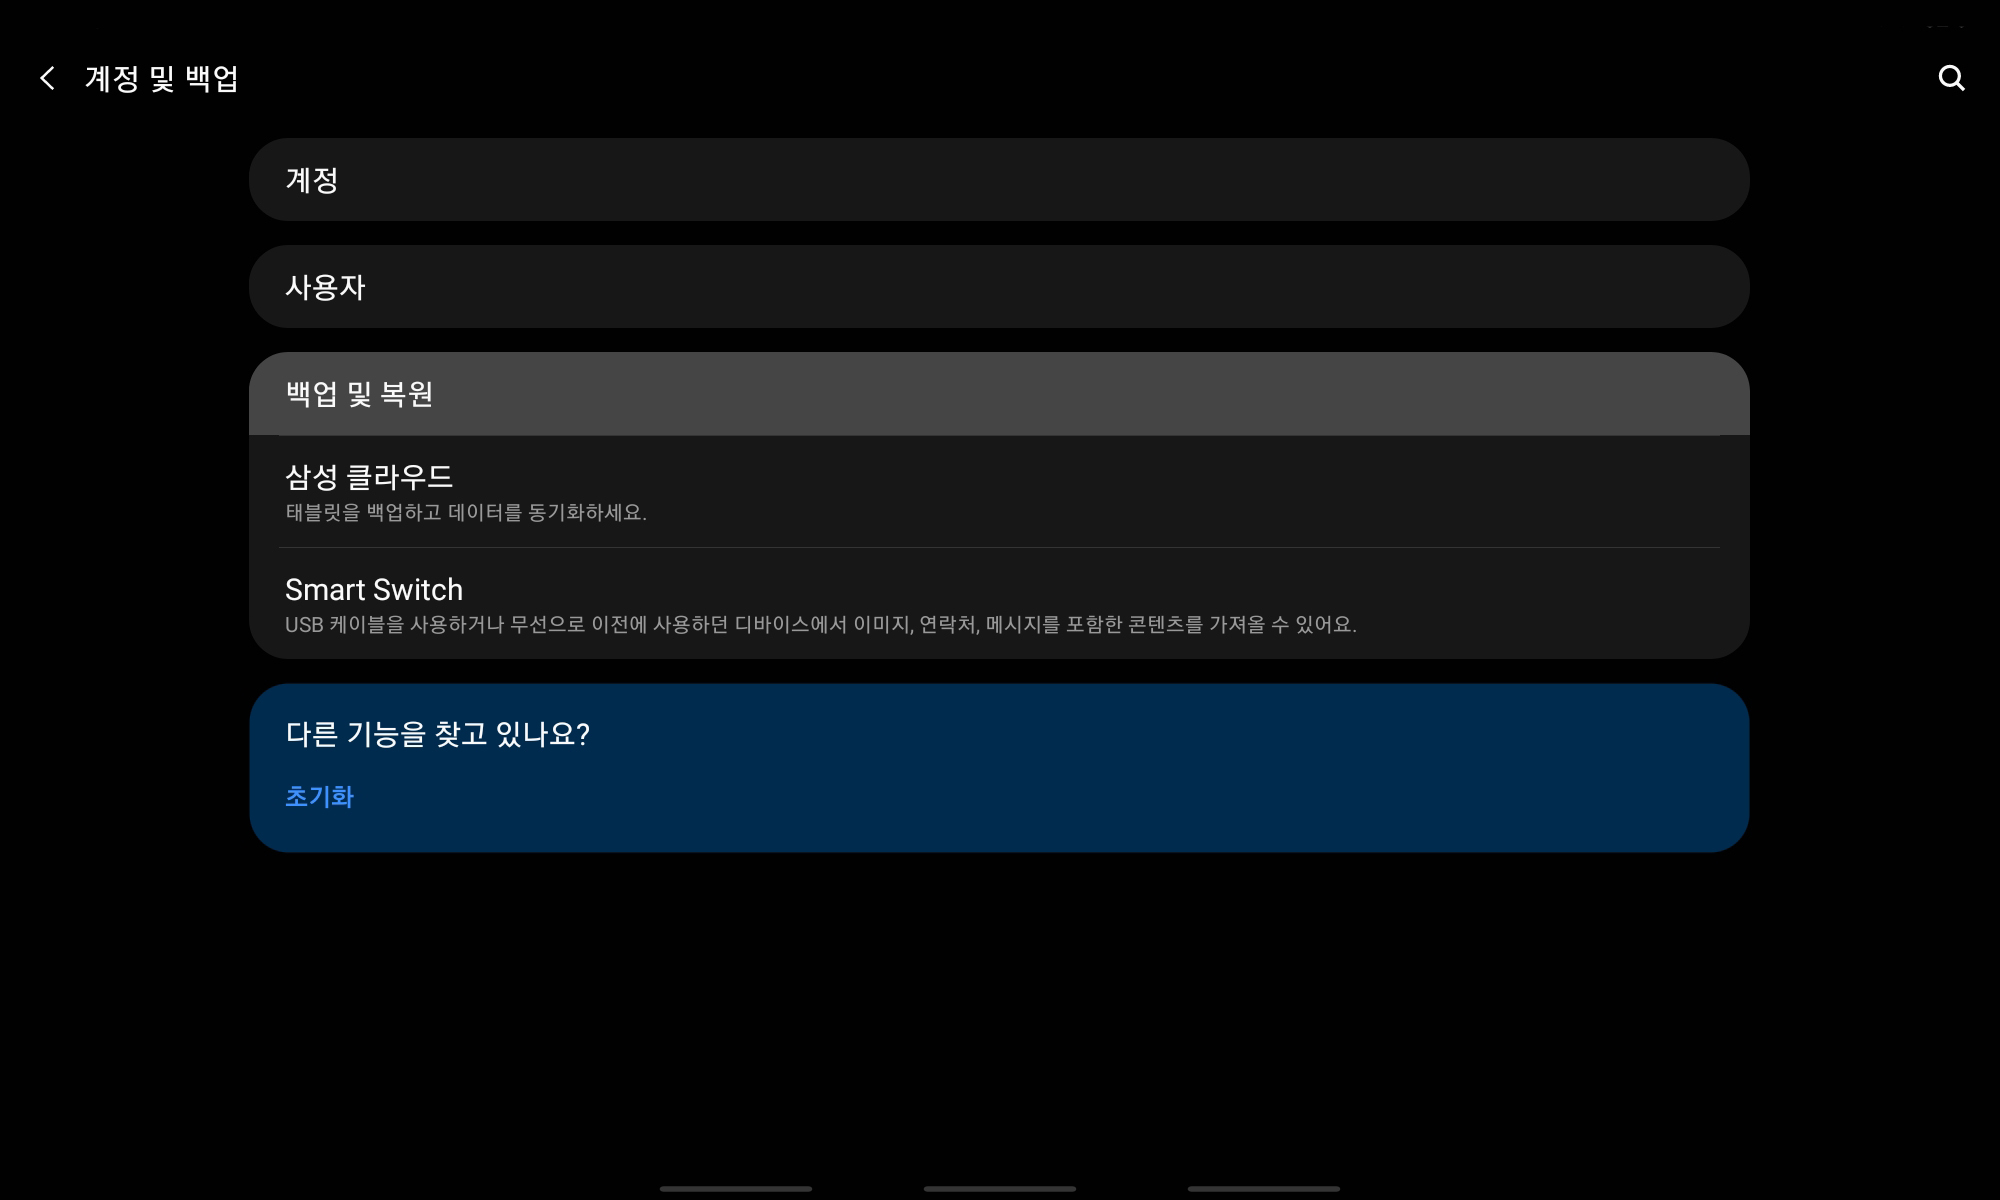 계정 및 백업
계정
사용자
백업 및 복원
삼성 클라우드
태블릿을 백업하고 데이터를 동기화하세요.
Smart Switch
USB 케이블을 사용하거나 무선으로 이전에 사용하던 디바이스에서 이미지, 연락처, 메시지를 포함한 콘텐츠를 가져올 수 있어요.
다른 기능을 찾고 있나요?
초기화